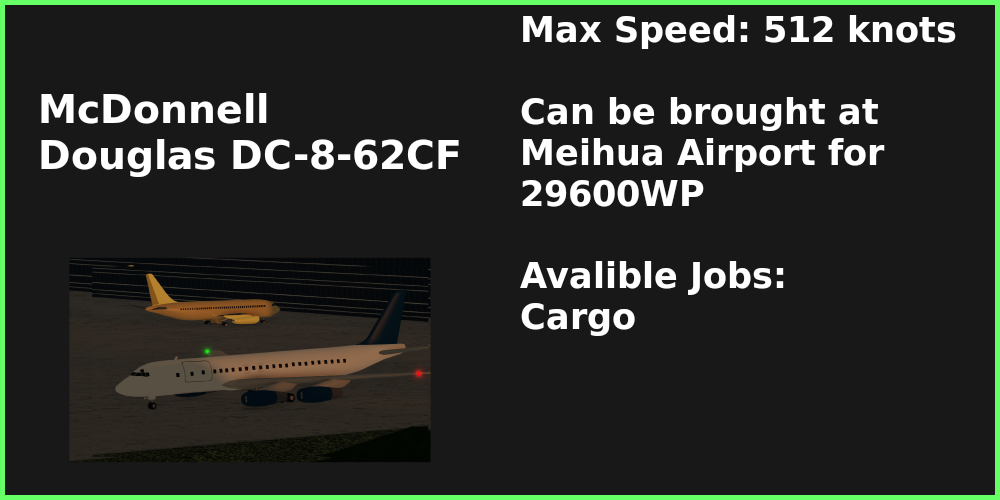 McDonnell
Douglas DC-8-62CF
Max Speed: 512 knots
Can be brought at
Meihua Airport for
29600WP
Avalible Jobs:
Cargo